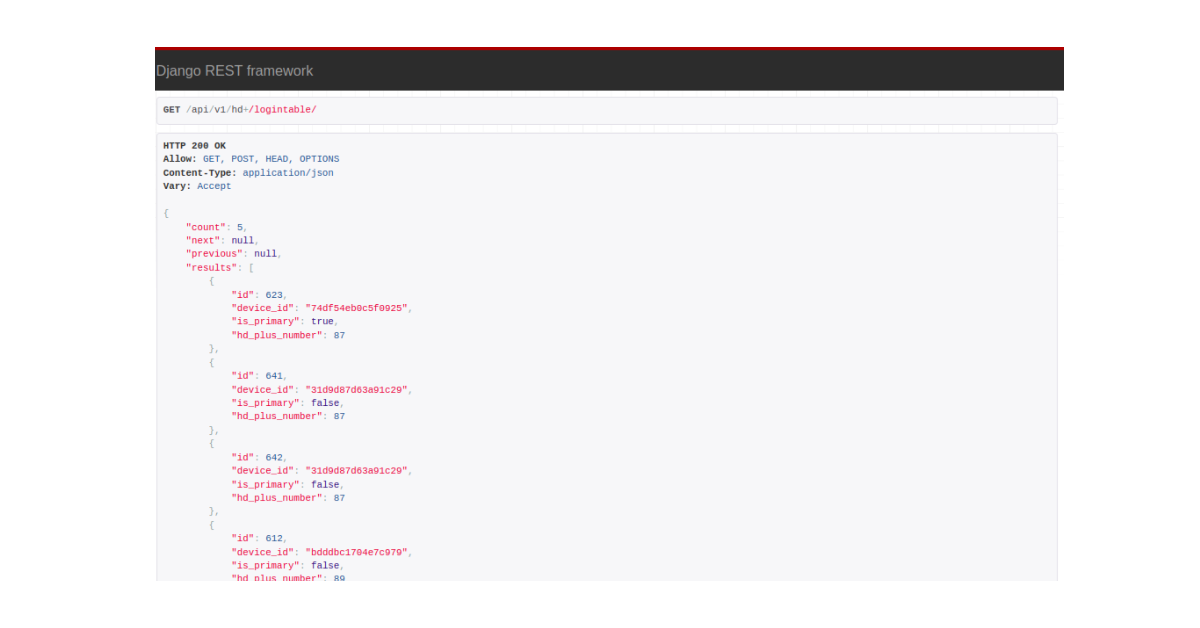 Django REST framework
GET /api/v1/hd+/logintable/
HTTP 200 OK
Allow: GET, POST, HEAD, OPTIONS
Content-Type: application/json
Vary: Accept
{
"count": 5,
"next": null,
"previous": null,
"results": [
{
"id": 623,
"device_id": "74df54eb0c5f0925",
"is_primary": true,
"hd_plus_number": 87
},
{
"id": 641,
"device_id": "31d9d87d63a91c29",
"is_primary": false,
"hd_plus_number": 87
},
{
"id": 642,
"device_id": "31d9d87d63a91c29",
"is_primary": false,
"hd_plus_number": 87
},
{
"id": 612,
"device_id": "bdddbc1704e7c979",
"is_primary": false,
"hd_plus_number": 89